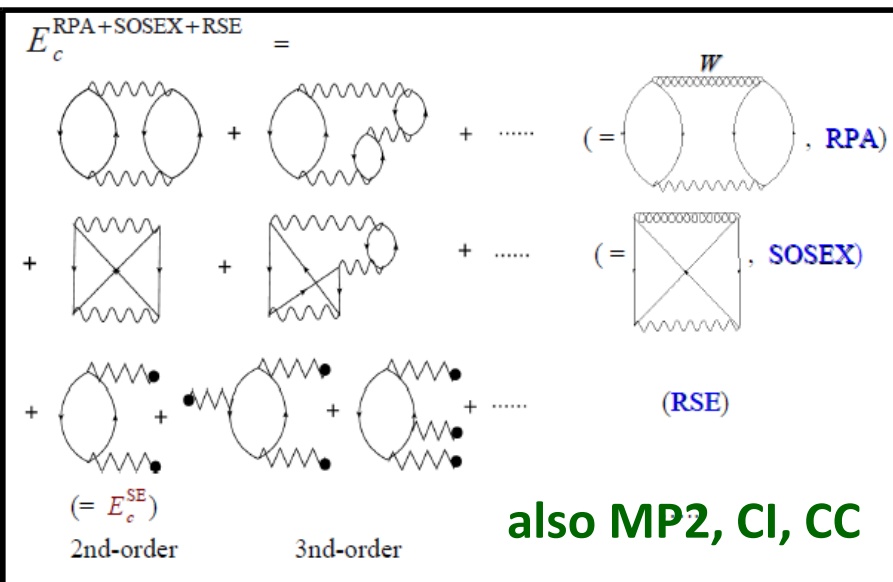 E_c^{RPA+SOSEX+RSE} =
+ + ...... (= W , RPA)
+ + + ...... (= , SOSEX)
+ + + + ...... (RSE)
(= E_c^{SE})
2nd-order 3nd-order
also MP2, CI, CC